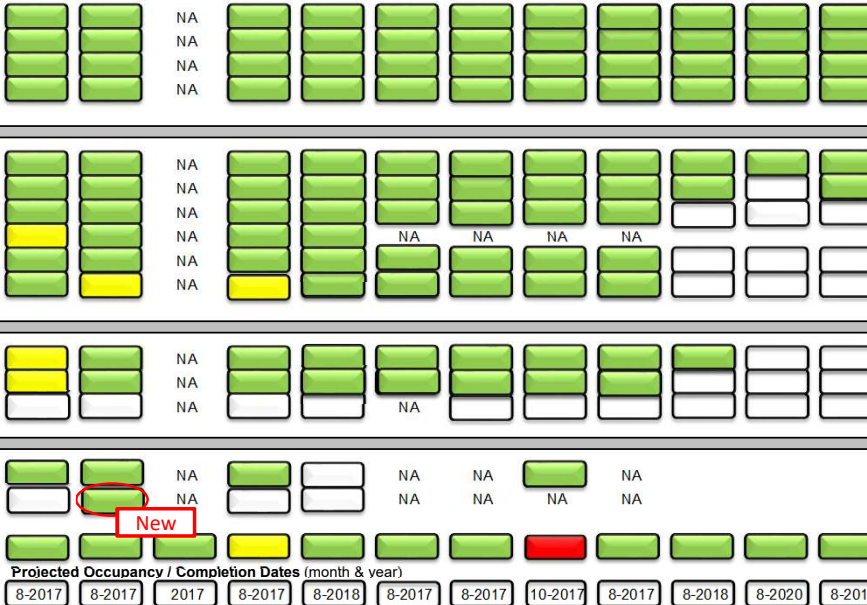 NA
NA
NA
NA
NA
NA
NA
NA NA NA NA NA
NA
NA
NA
NA
NA NA
NA NA NA NA
NA NA NA NA NA
New
Projected Occupancy / Completion Dates (month & year)
8-2017 8-2017 2017 8-2017 8-2018 8-2017 8-2017 10-2017 8-2017 8-2018 8-2020